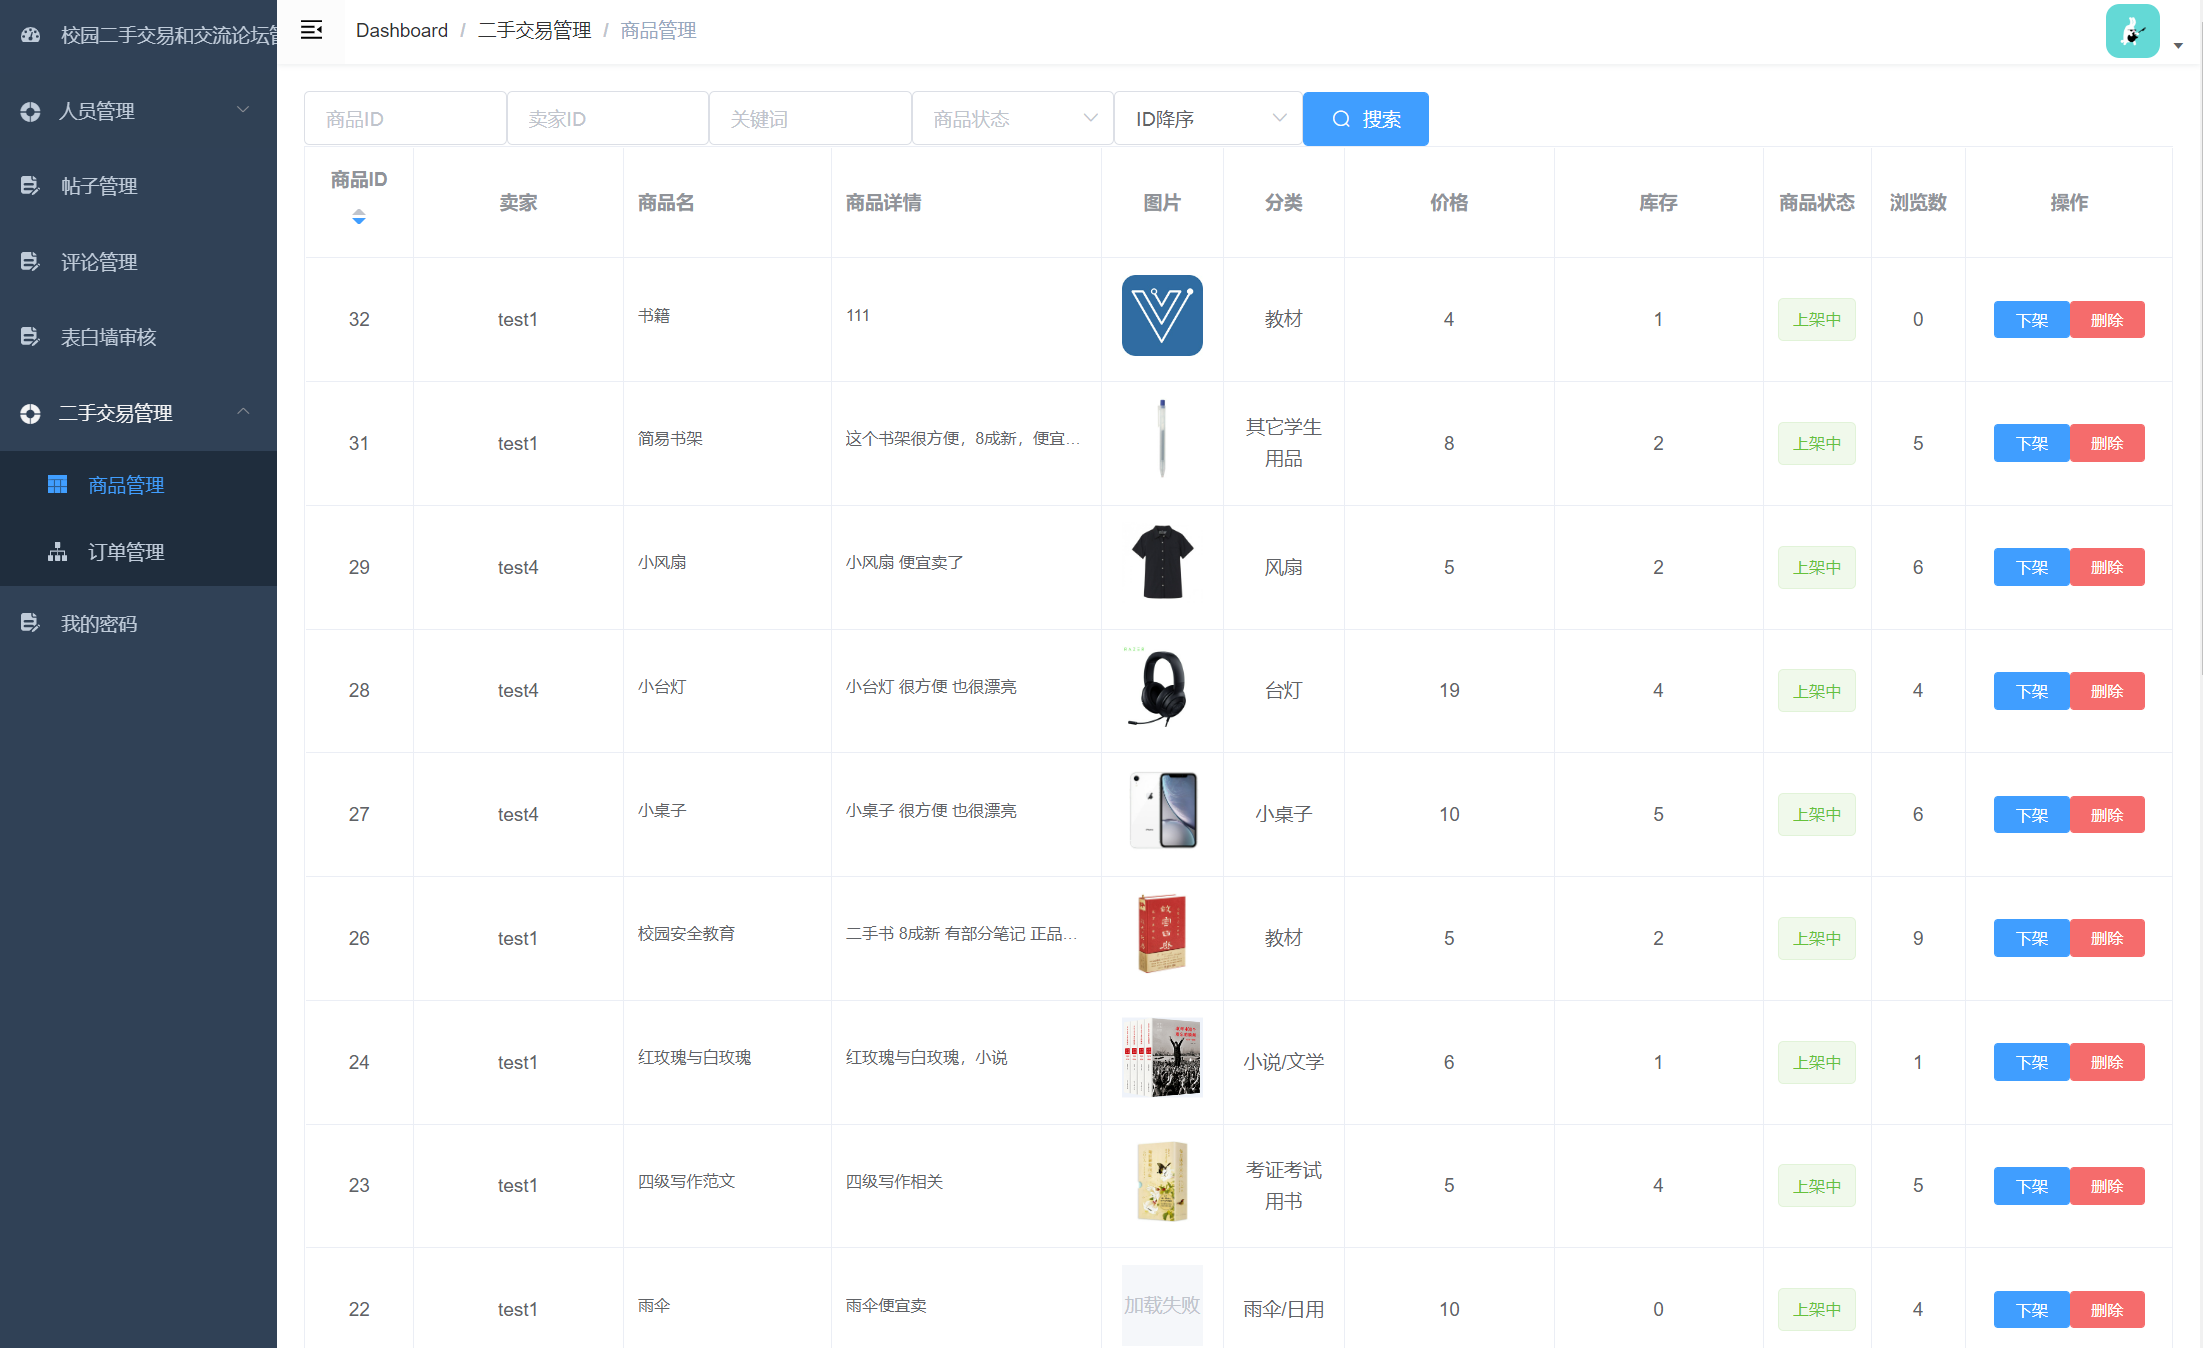 校园二手交易和交流论坛管
人员管理
帖子管理
评论管理
表白墙审核
二手交易管理
商品管理
订单管理
我的密码
Dashboard / 二手交易管理 / 商品管理
商品ID 卖家ID 关键词 商品状态 ID降序 搜索
商品ID 卖家 商品名 商品详情 图片 分类 价格 库存 商品状态 浏览数 操作
32 test1 书籍 111 教材 4 1 上架中 0 下架 删除
31 test1 简易书架 这个书架很方便，8成新，便宜… 其它学生
用品 8 2 上架中 5 下架 删除
29 test4 小风扇 小风扇 便宜卖了 风扇 5 2 上架中 6 下架 删除
28 test4 小台灯 小台灯 很方便 也很漂亮 台灯 19 4 上架中 4 下架 删除
27 test4 小桌子 小桌子 很方便 也很漂亮 小桌子 10 5 上架中 6 下架 删除
26 test1 校园安全教育 二手书 8成新 有部分笔记 正品… 教材 5 2 上架中 9 下架 删除
24 test1 红玫瑰与白玫瑰 红玫瑰与白玫瑰，小说 小说/文学 6 1 上架中 1 下架 删除
23 test1 四级写作范文 四级写作相关 考证考试
用书 5 4 上架中 5 下架 删除
22 test1 雨伞 雨伞便宜卖 加载失败 雨伞/日用 10 0 上架中 4 下架 删除